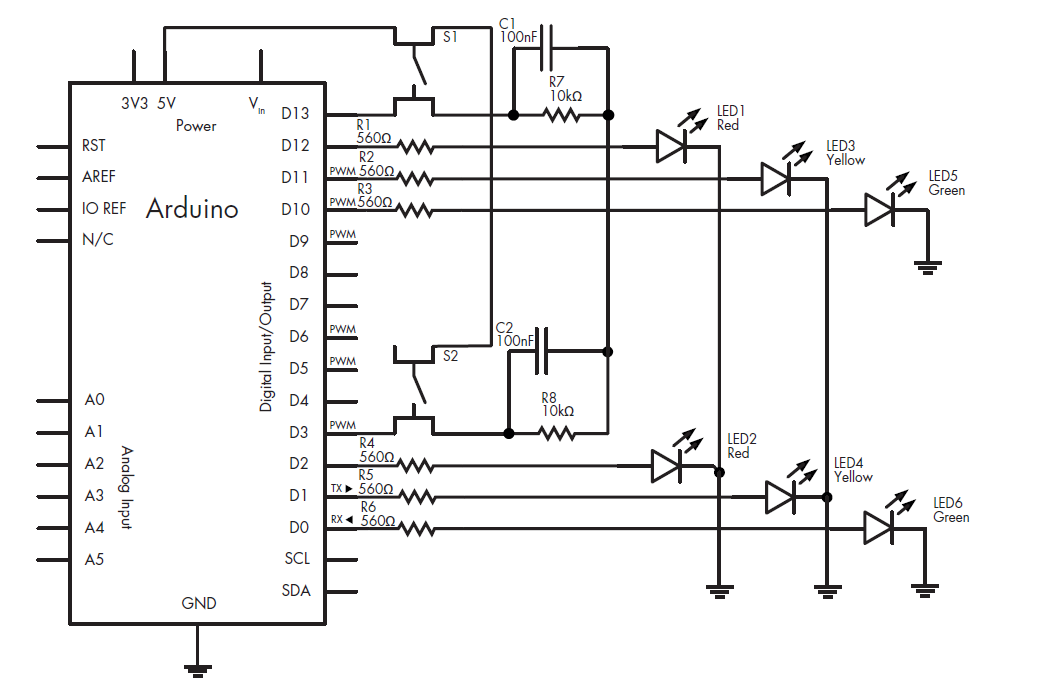 C1
100nF
S1
R7
10kΩ
3V3 5V
Vin
Power
D13
R1
560Ω
LED1
Red
RST
D12
R2
560Ω
LED3
Yellow
AREF
D11
PWM
R3
560Ω
LED5
Green
IO REF
Arduino
D10
PWM
N/C
D9
PWM
D8
D7
Digital Input/Output
D6
PWM
C2
100nF
S2
D5
PWM
R8
10kΩ
A0
D4
A1
D3
PWM
R4
560Ω
LED2
Red
A2
Analog Input
D2
R5
560Ω
LED4
Yellow
A3
D1
TX
R6
560Ω
LED6
Green
A4
D0
RX
A5
SCL
SDA
GND